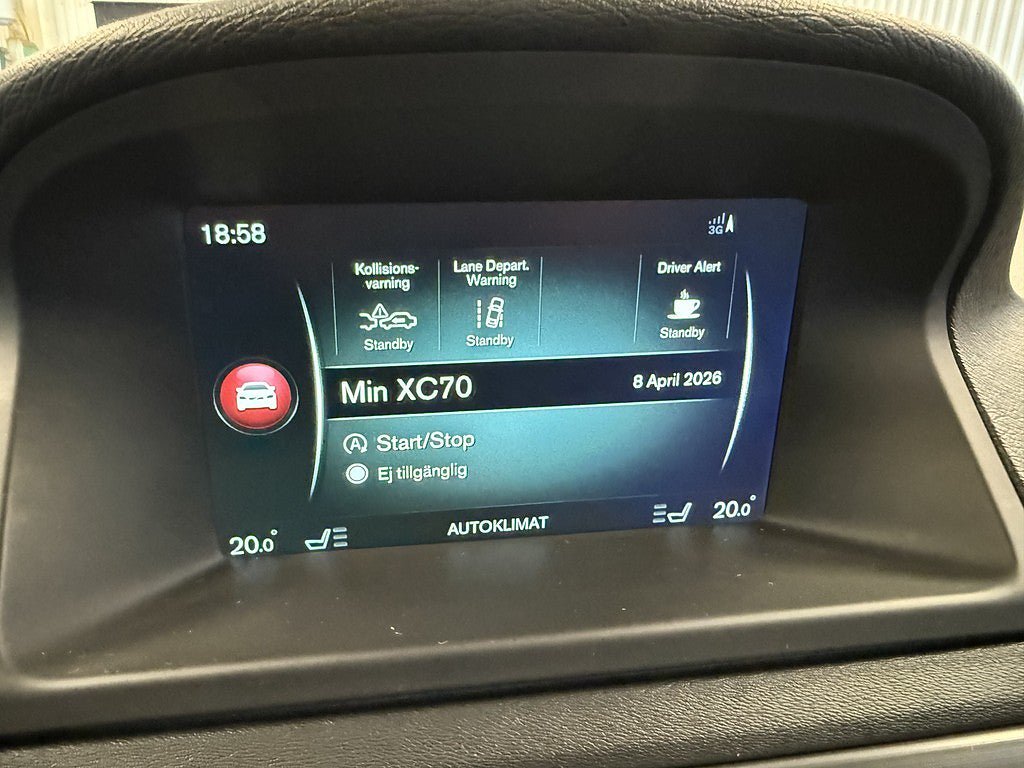 18:58
3G
Kollisions-
varning
Standby
Lane Depart.
Warning
Standby
Driver Alert
Standby
Min XC70
8 April 2026
A Start/Stop
Ej tillgänglig
20.0°
AUTOKLIMAT
20.0°